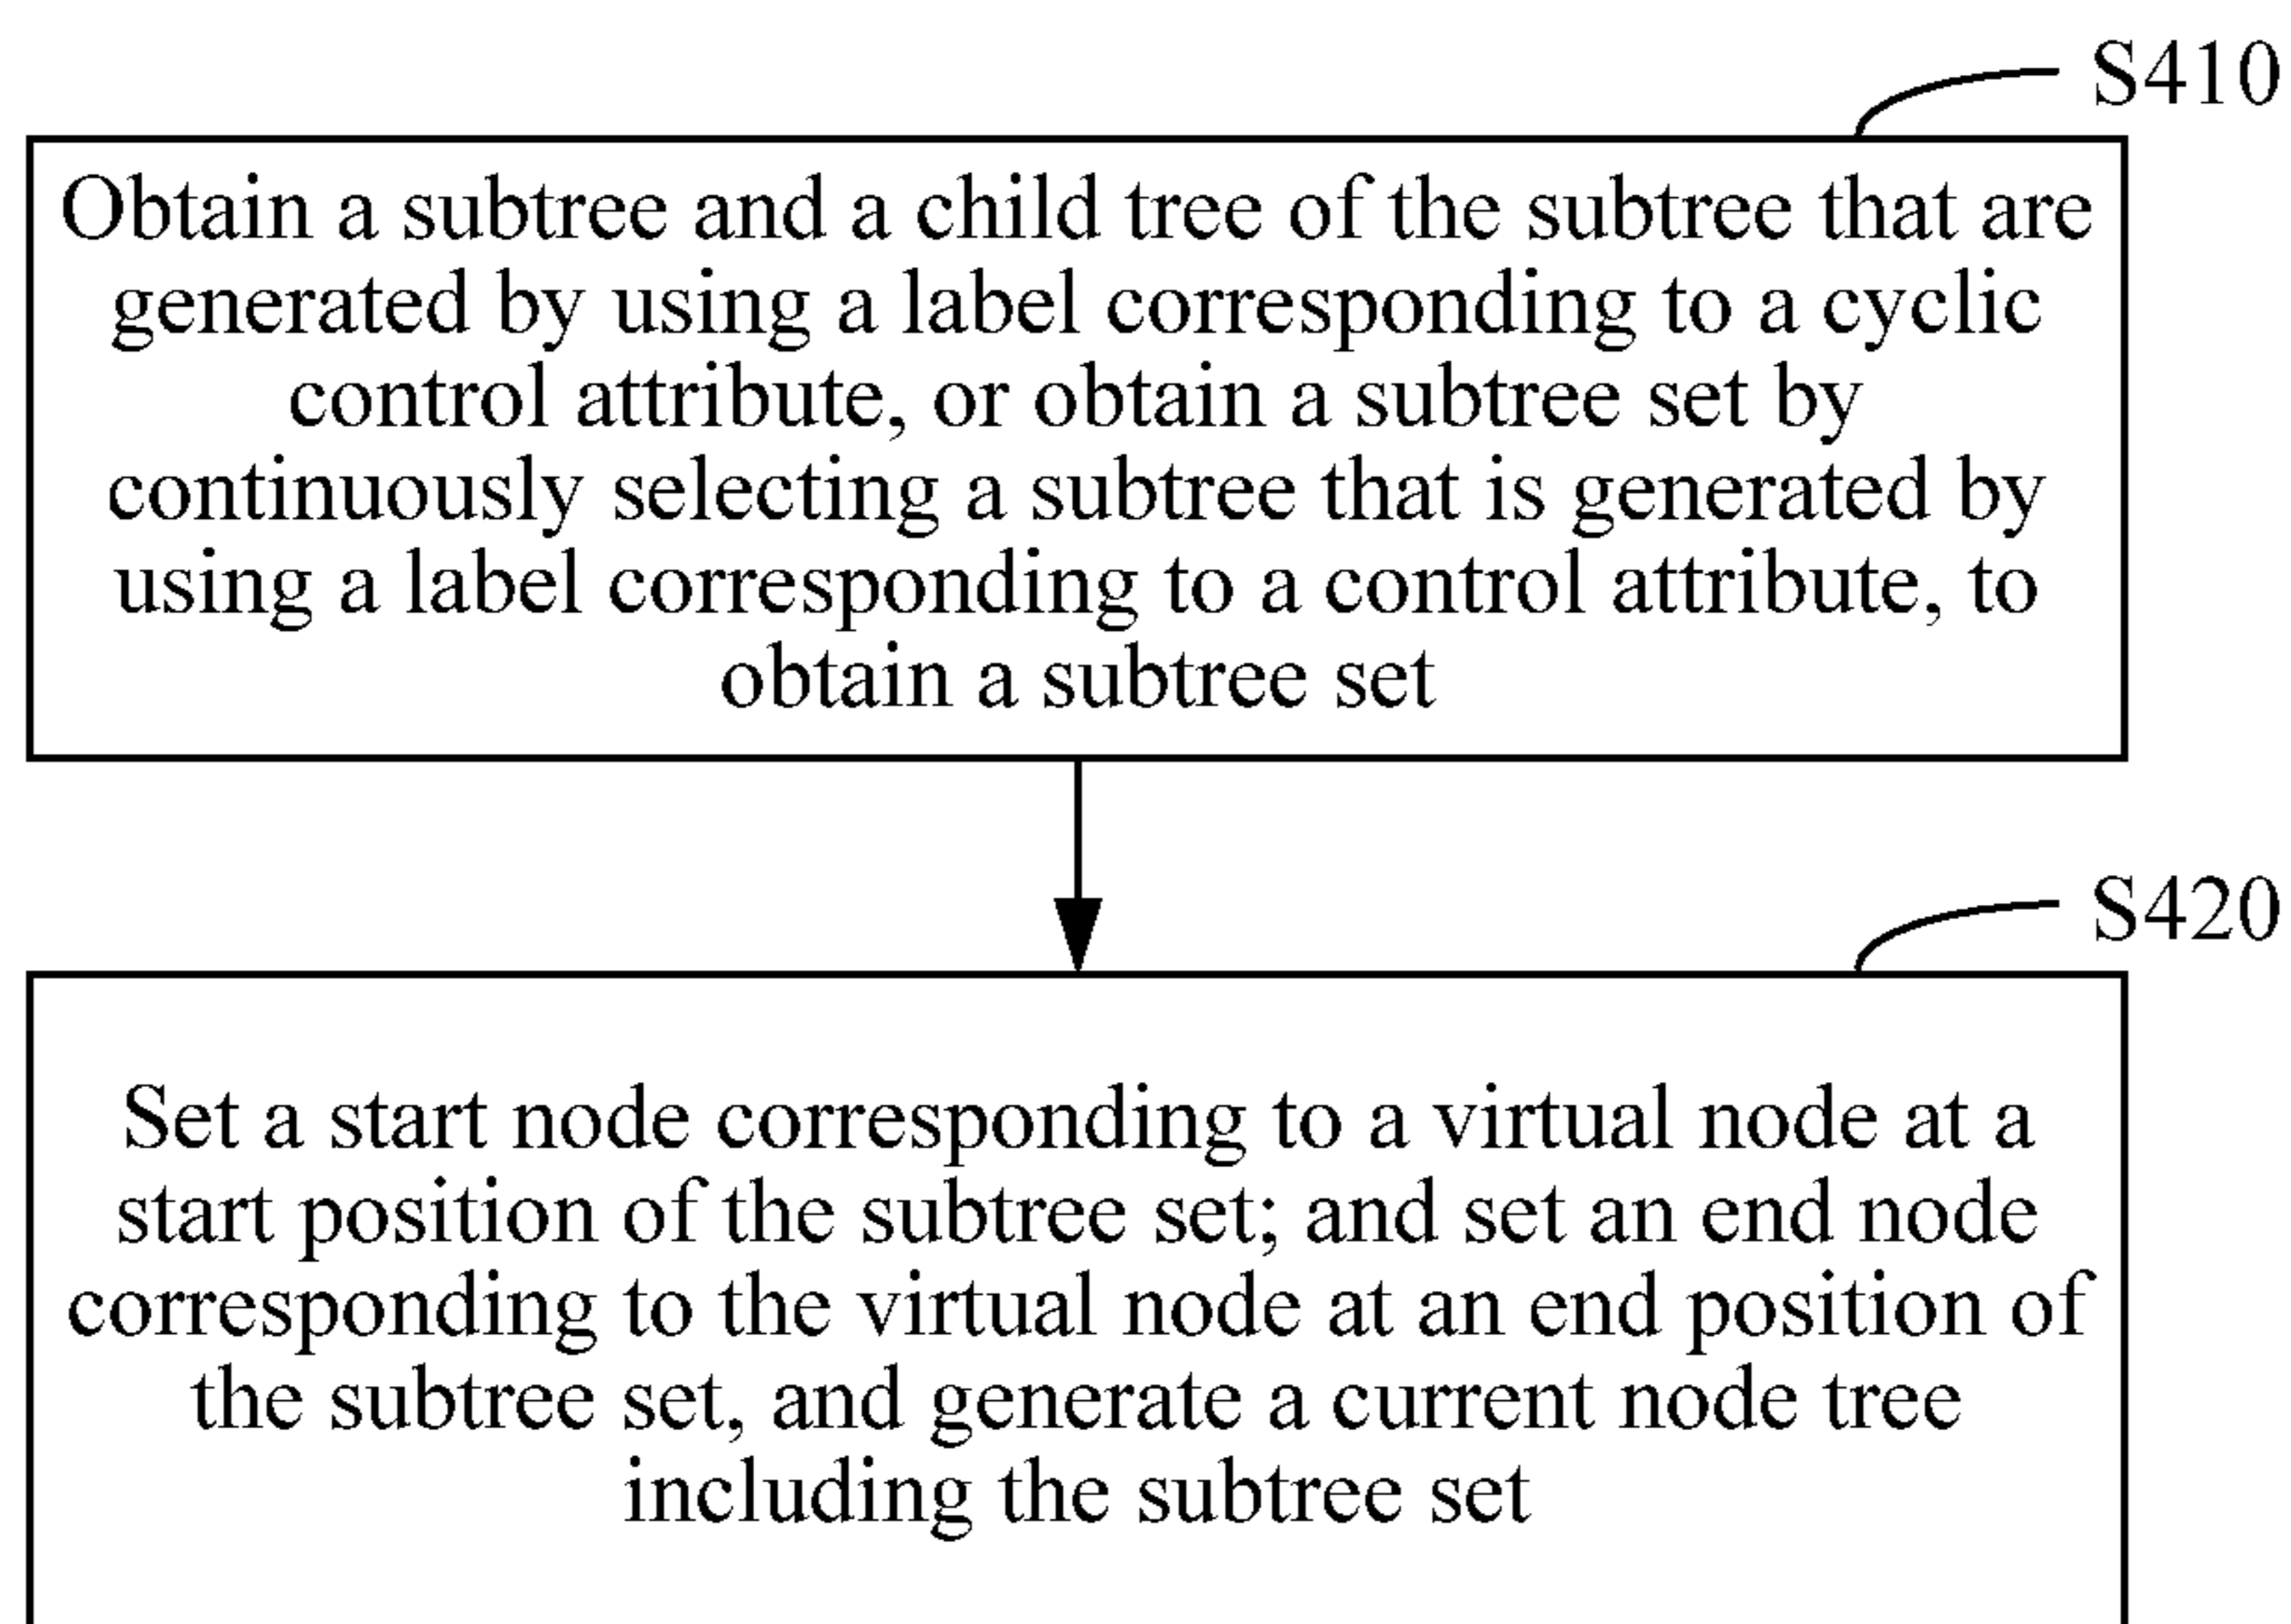 S410
Obtain a subtree and a child tree of the subtree that are
generated by using a label corresponding to a cyclic
control attribute, or obtain a subtree set by
continuously selecting a subtree that is generated by
using a label corresponding to a control attribute, to
obtain a subtree set
S420
Set a start node corresponding to a virtual node at a
start position of the subtree set; and set an end node
corresponding to the virtual node at an end position of
the subtree set, and generate a current node tree
including the subtree set